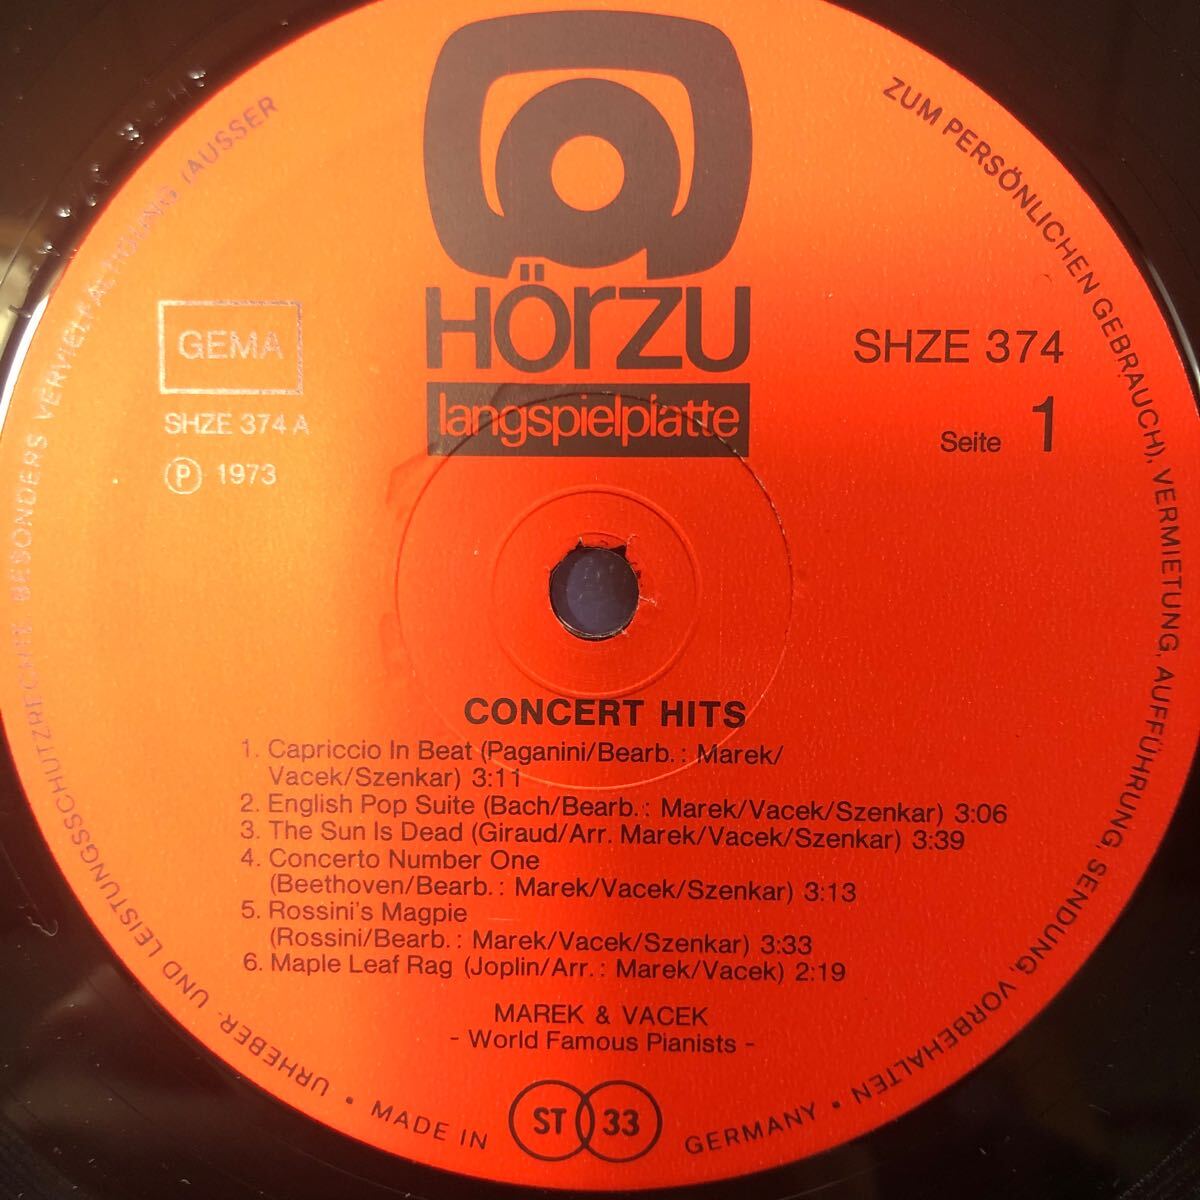 HÖRZU
langspielplatte
GEMA
SHZE 374 A
Ⓟ 1973
SHZE 374
Seite 1
CONCERT HITS
1. Capriccio In Beat (Paganini/Bearb.: Marek/
Vacek/Szenkar) 3:11
2. English Pop Suite (Bach/Bearb.: Marek/Vacek/Szenkar) 3:06
3. The Sun Is Dead (Giraud/Arr. Marek/Vacek/Szenkar) 3:39
4. Concerto Number One
(Beethoven/Bearb.: Marek/Vacek/Szenkar) 3:13
5. Rossini's Magpie
(Rossini/Bearb.: Marek/Vacek/Szenkar) 3:33
6. Maple Leaf Rag (Joplin/Arr.: Marek/Vacek) 2:19
MAREK & VACEK
- World Famous Pianists -
ST 33
URHEBER- UND LEISTUNGSSCHUTZRECHTE BESONDERS VERVIELFÄLTIGUNG (AUSSER
ZUM PERSÖNLICHEN GEBRAUCH), VERMIETUNG, AUFFÜHRUNG, SENDUNG, VORBEHALTEN
• MADE IN GERMANY •